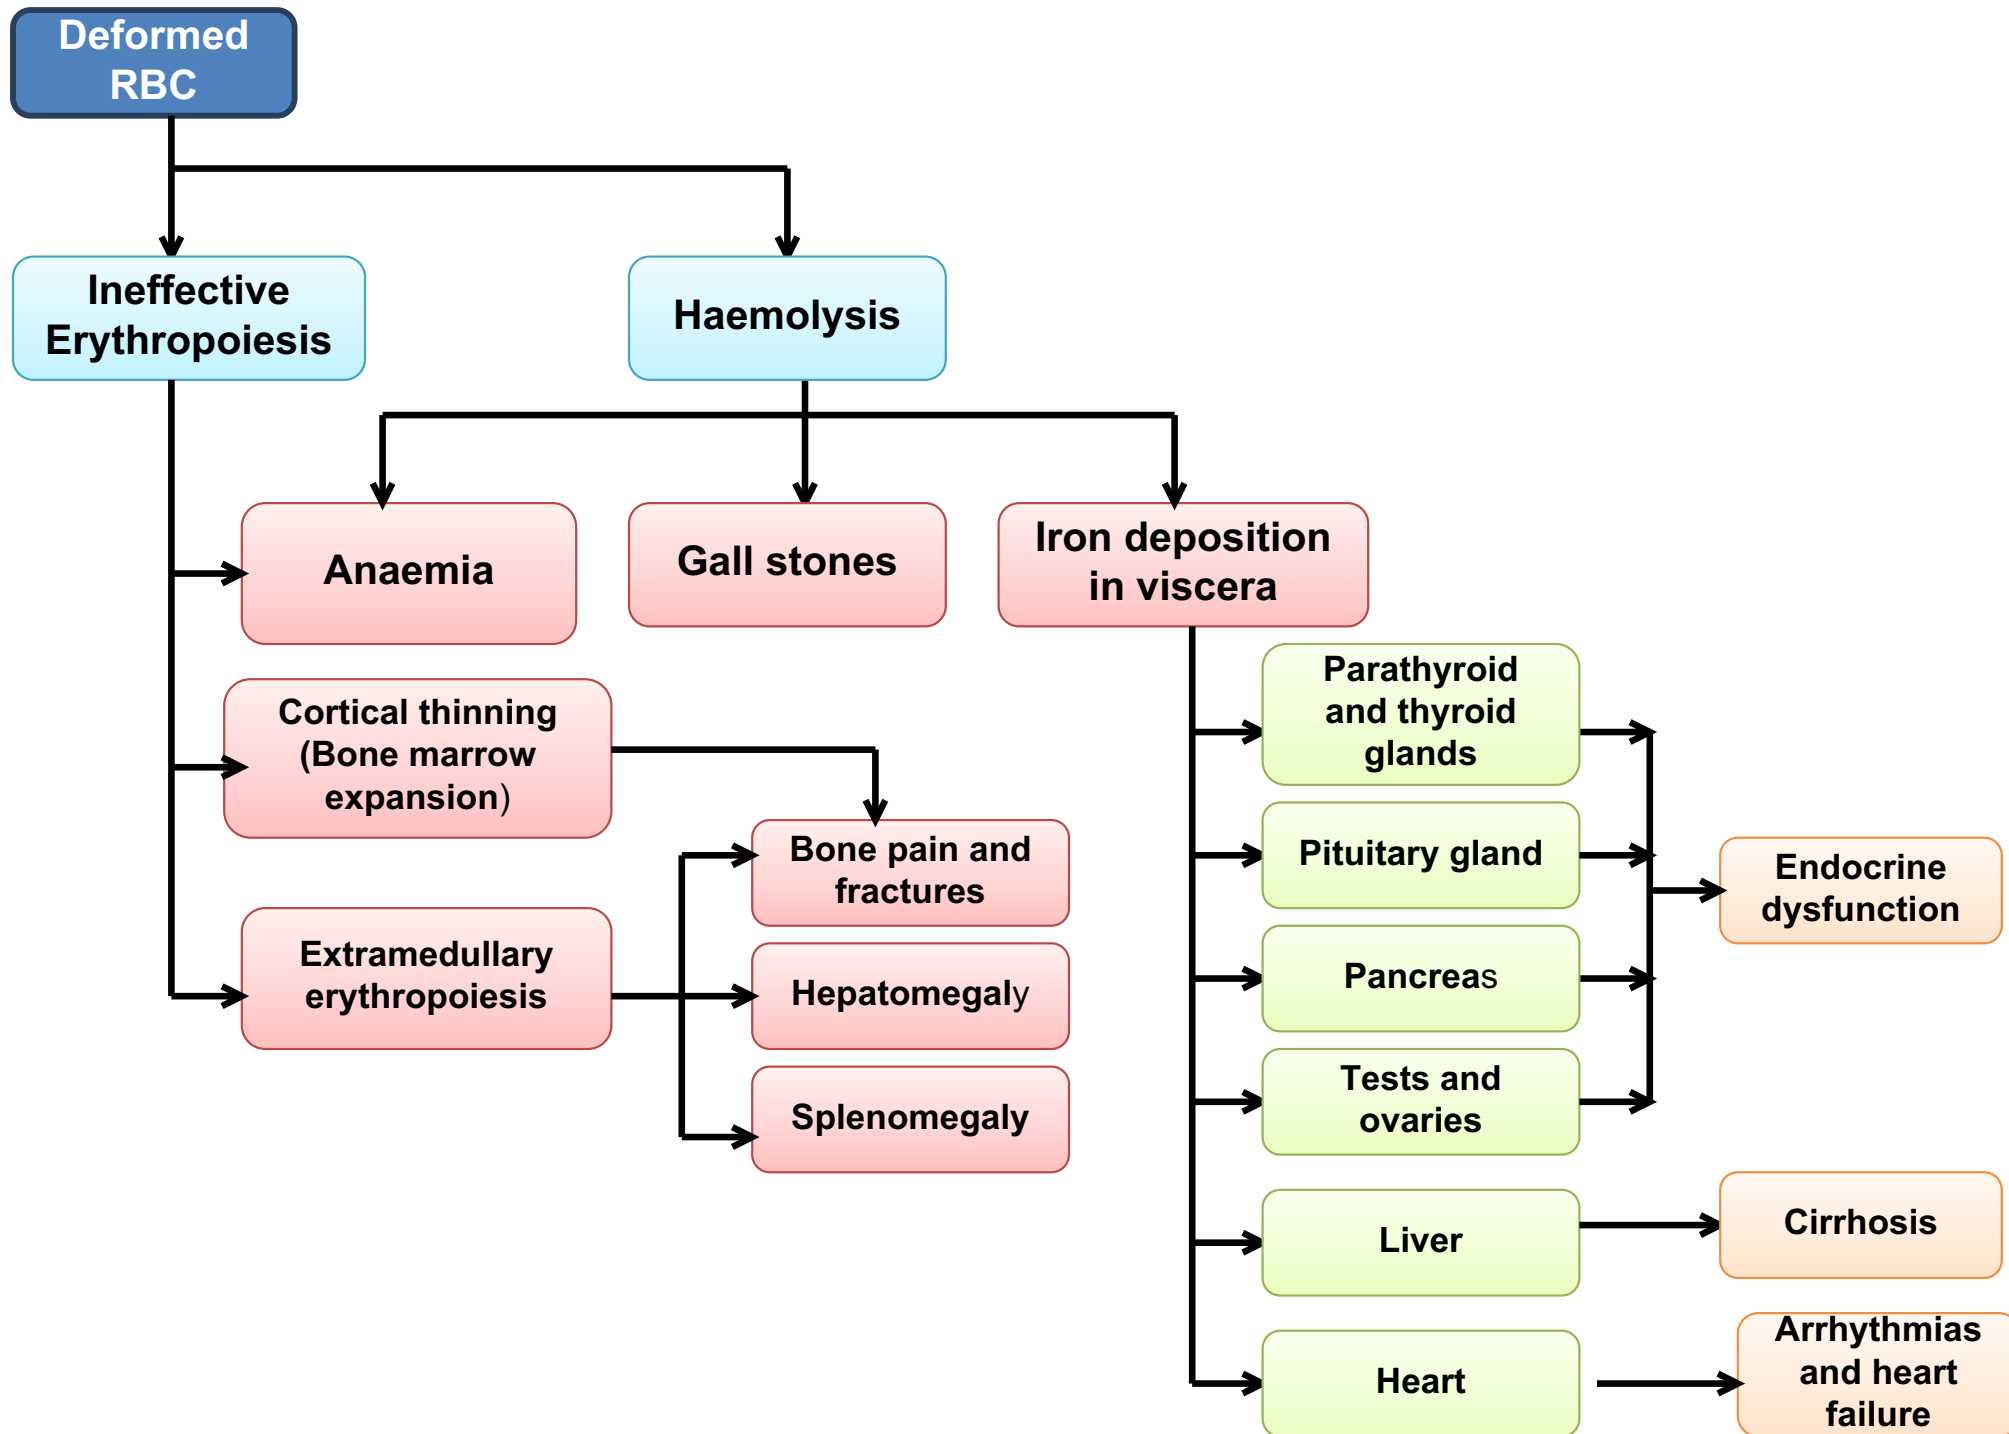 Deformed
RBC
Ineffective
Erythropoiesis
Haemolysis
Anaemia
Gall stones
Iron deposition
in viscera
Cortical thinning
(Bone marrow
expansion)
Extramedullary
erythropoiesis
Bone pain and
fractures
Hepatomegaly
Splenomegaly
Parathyroid
and thyroid
glands
Pituitary gland
Pancreas
Tests and
ovaries
Liver
Heart
Endocrine
dysfunction
Cirrhosis
Arrhythmias
and heart
failure